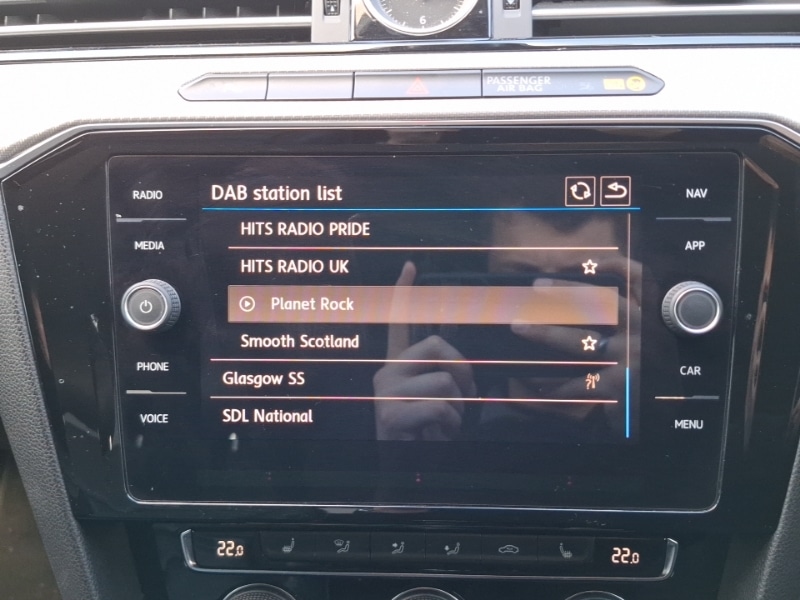 6
PASSENGER
AIR BAG
RADIO
DAB station list
NAV
HITS RADIO PRIDE
MEDIA
APP
HITS RADIO UK
Planet Rock
Smooth Scotland
PHONE
Glasgow SS
CAR
VOICE
SDL National
MENU
22.0
22.0